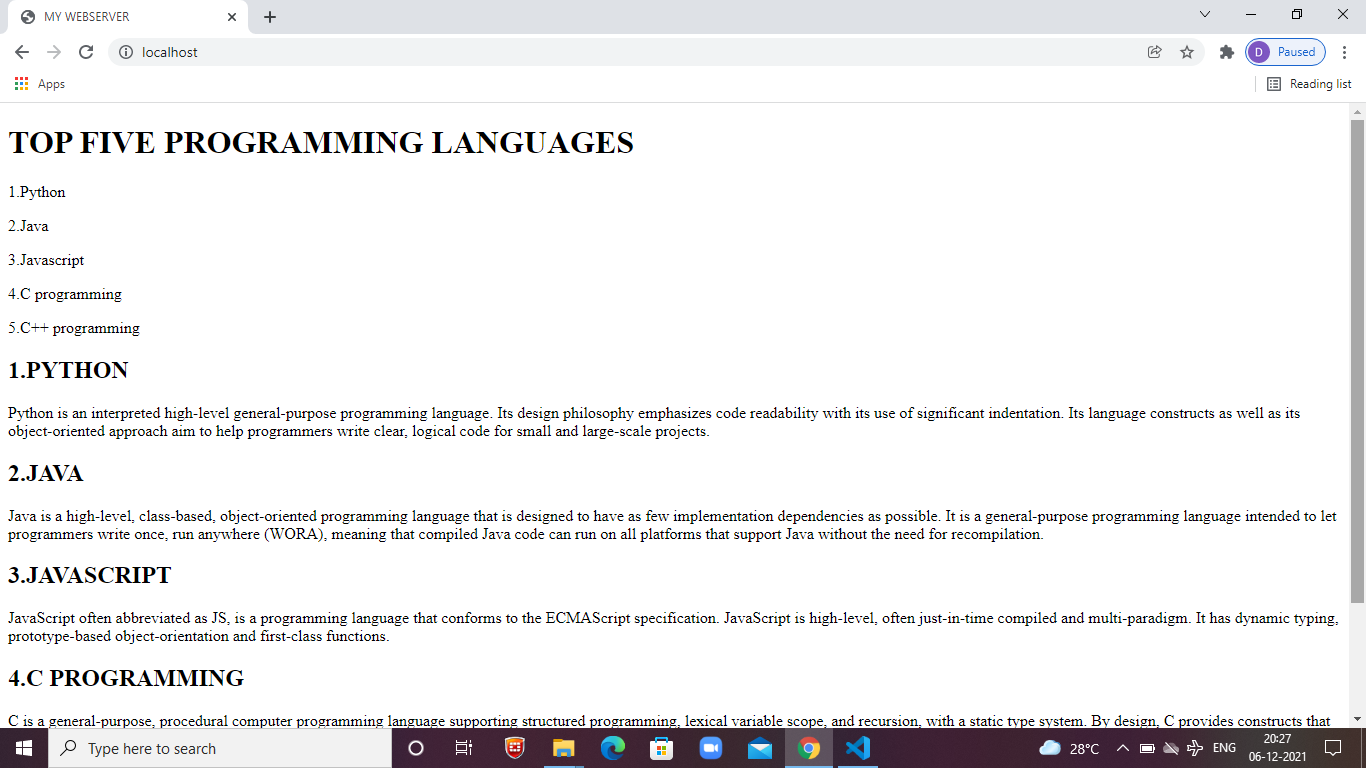 MY WEBSERVER
localhost
D Paused
Apps
Reading list
TOP FIVE PROGRAMMING LANGUAGES
1.Python
2.Java
3.Javascript
4.C programming
5.C++ programming
1.PYTHON
Python is an interpreted high-level general-purpose programming language. Its design philosophy emphasizes code readability with its use of significant indentation. Its language constructs as well as its
object-oriented approach aim to help programmers write clear, logical code for small and large-scale projects.
2.JAVA
Java is a high-level, class-based, object-oriented programming language that is designed to have as few implementation dependencies as possible. It is a general-purpose programming language intended to let
programmers write once, run anywhere (WORA), meaning that compiled Java code can run on all platforms that support Java without the need for recompilation.
3.JAVASCRIPT
JavaScript often abbreviated as JS, is a programming language that conforms to the ECMAScript specification. JavaScript is high-level, often just-in-time compiled and multi-paradigm. It has dynamic typing,
prototype-based object-orientation and first-class functions.
4.C PROGRAMMING
C is a general-purpose, procedural computer programming language supporting structured programming, lexical variable scope, and recursion, with a static type system. By design, C provides constructs that
Type here to search
28°C
ENG
20:27
06-12-2021